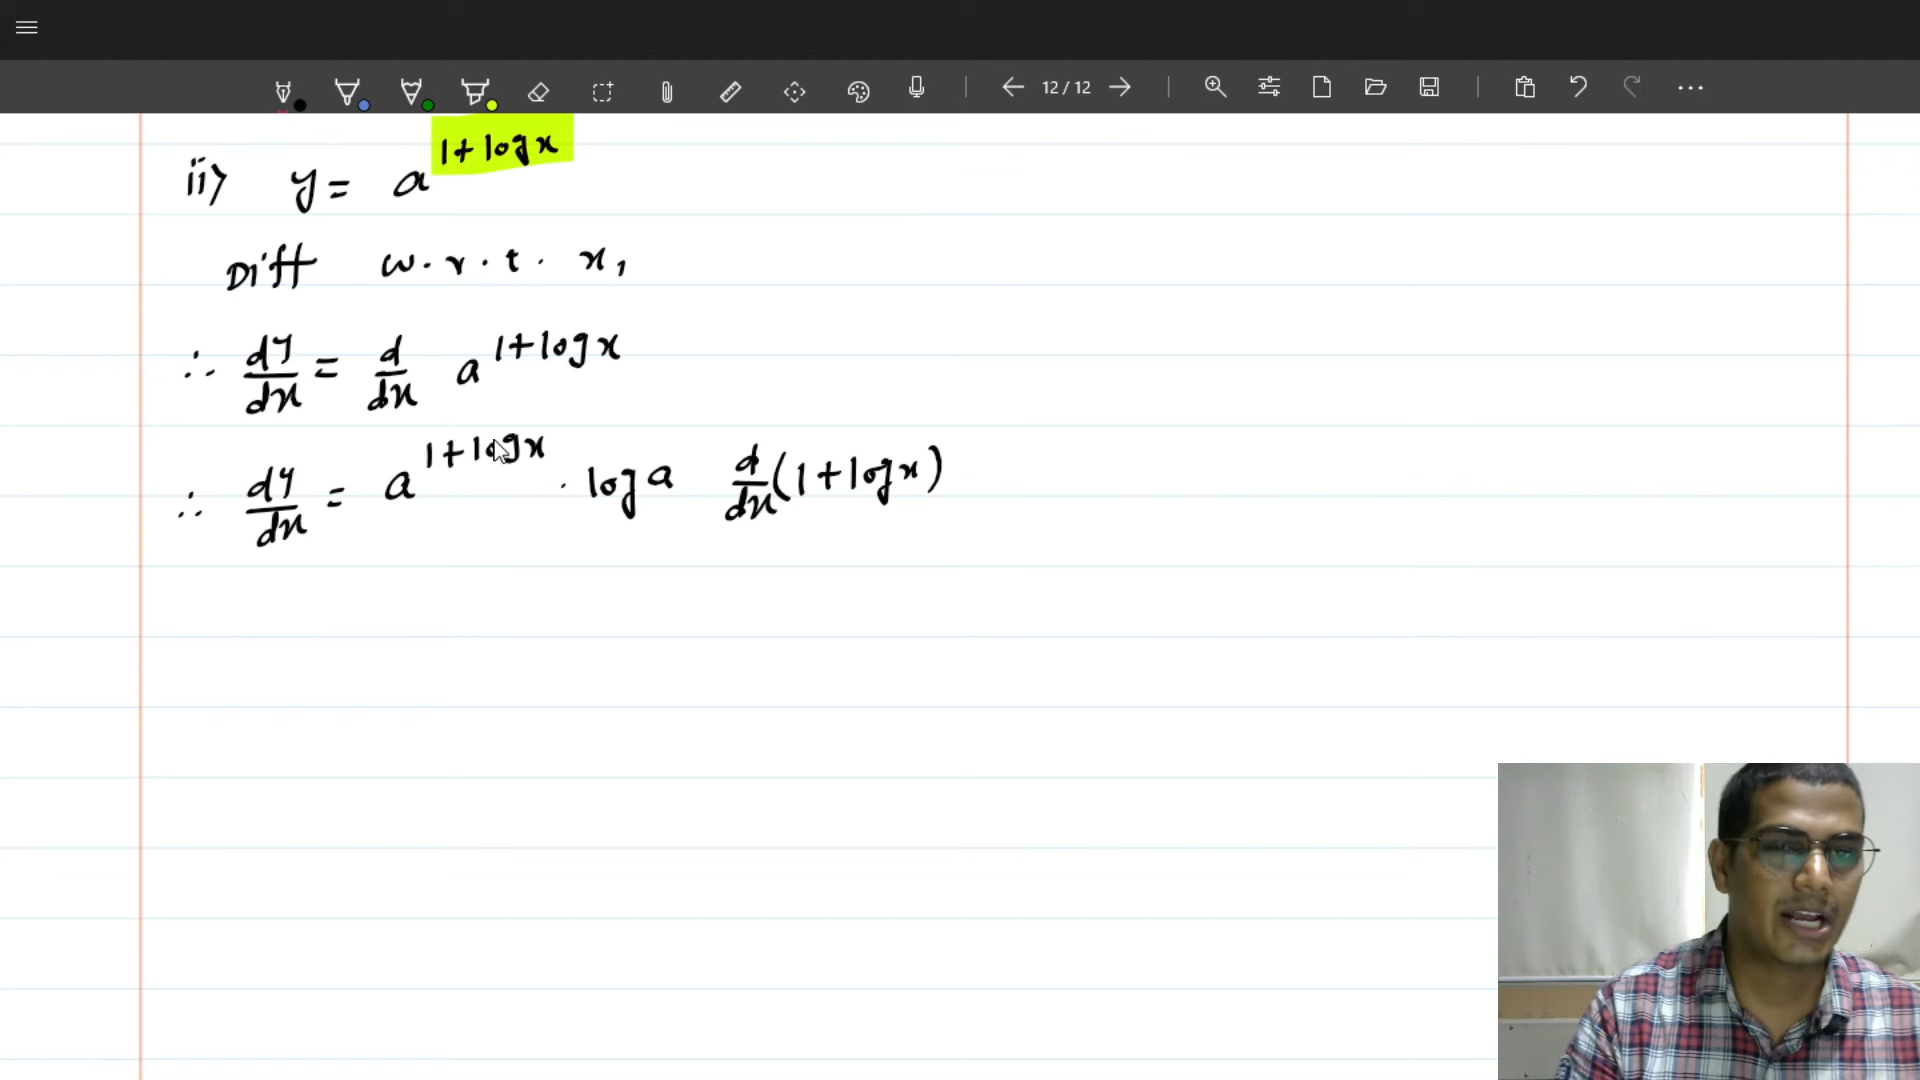 12 / 12
ii) y = a^{1+log x}
Diff w.r.t. x,
∴ dy/dx = d/dx a^{1+log x}
∴ dy/dx = a^{1+log x} . log a d/dx (1+log x)